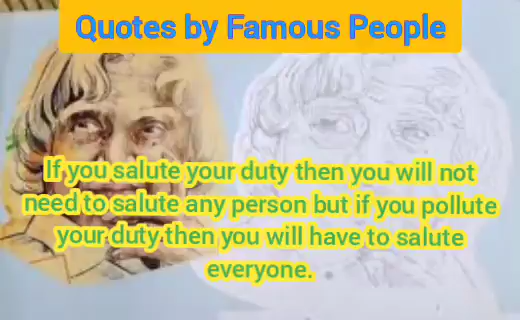 Quotes by Famous People
If you salute your duty then you will not
need to salute any person but if you pollute
your duty then you will have to salute
everyone.